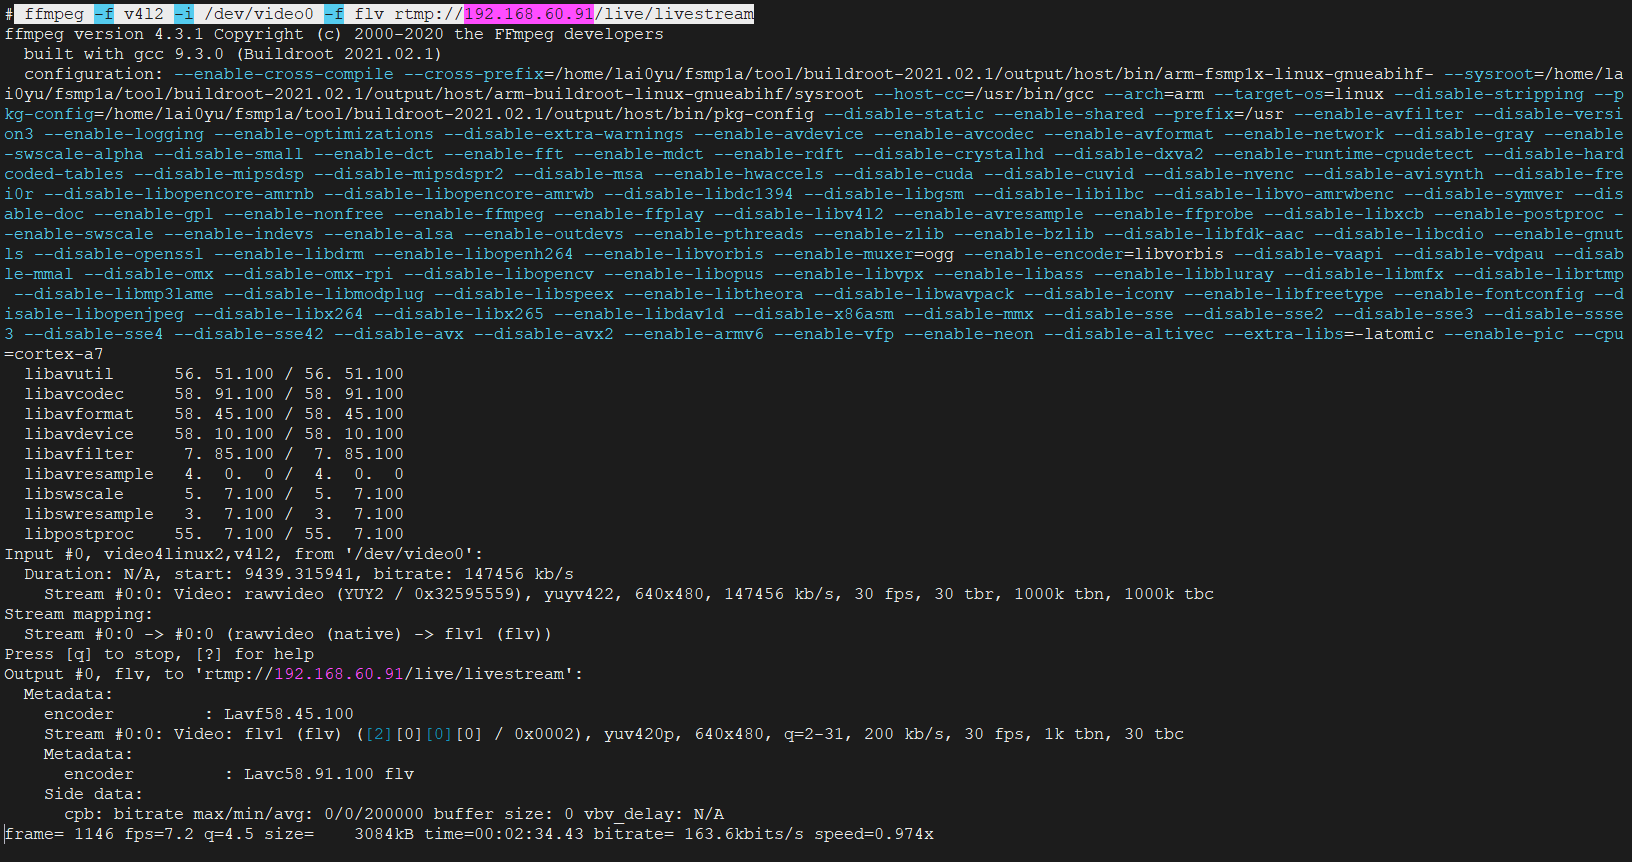 # ffmpeg -f v4l2 -i /dev/video0 -f flv rtmp://192.168.60.91/live/livestream
ffmpeg version 4.3.1 Copyright (c) 2000-2020 the FFmpeg developers
  built with gcc 9.3.0 (Buildroot 2021.02.1)
  configuration: --enable-cross-compile --cross-prefix=/home/lai0yu/fsmp1a/tool/buildroot-2021.02.1/output/host/bin/arm-fsmp1x-linux-gnueabihf- --sysroot=/home/la
i0yu/fsmp1a/tool/buildroot-2021.02.1/output/host/arm-buildroot-linux-gnueabihf/sysroot --host-cc=/usr/bin/gcc --arch=arm --target-os=linux --disable-stripping --p
kg-config=/home/lai0yu/fsmp1a/tool/buildroot-2021.02.1/output/host/bin/pkg-config --disable-static --enable-shared --prefix=/usr --enable-avfilter --disable-versi
on3 --enable-logging --enable-optimizations --disable-extra-warnings --enable-avdevice --enable-avcodec --enable-avformat --enable-network --disable-gray --enable
-swscale-alpha --disable-small --enable-dct --enable-fft --enable-mdct --enable-rdft --disable-crystalhd --disable-dxva2 --enable-runtime-cpudetect --disable-hard
coded-tables --disable-mipsdsp --disable-mipsdspr2 --disable-msa --enable-hwaccels --disable-cuda --disable-cuvid --disable-nvenc --disable-avisynth --disable-fre
i0r --disable-libopencore-amrnb --disable-libopencore-amrwb --disable-libdc1394 --disable-libgsm --disable-libilbc --disable-libvo-amrwbenc --disable-symver --dis
able-doc --enable-gpl --enable-nonfree --enable-ffmpeg --enable-ffplay --disable-libv4l2 --enable-avresample --enable-ffprobe --disable-libxcb --enable-postproc -
-enable-swscale --enable-indevs --enable-alsa --enable-outdevs --enable-pthreads --enable-zlib --enable-bzlib --disable-libfdk-aac --disable-libcdio --enable-gnut
ls --disable-openssl --enable-libdrm --enable-libopenh264 --enable-libvorbis --enable-muxer=ogg --enable-encoder=libvorbis --disable-vaapi --disable-vdpau --disab
le-mmal --disable-omx --disable-omx-rpi --disable-libopencv --enable-libopus --enable-libvpx --enable-libass --enable-libbluray --disable-libmfx --disable-librtmp
 --disable-libmp3lame --disable-libmodplug --disable-libspeex --enable-libtheora --disable-libwavpack --disable-iconv --enable-libfreetype --enable-fontconfig --d
isable-libopenjpeg --disable-libx264 --disable-libx265 --enable-libdav1d --disable-x86asm --disable-mmx --disable-sse --disable-sse2 --disable-sse3 --disable-ssse
3 --disable-sse4 --disable-sse42 --disable-avx --disable-avx2 --enable-armv6 --enable-vfp --enable-neon --disable-altivec --extra-libs=-latomic --enable-pic --cpu
=cortex-a7
  libavutil      56. 51.100 / 56. 51.100
  libavcodec     58. 91.100 / 58. 91.100
  libavformat    58. 45.100 / 58. 45.100
  libavdevice    58. 10.100 / 58. 10.100
  libavfilter     7. 85.100 /  7. 85.100
  libavresample   4.  0.  0 /  4.  0.  0
  libswscale      5.  7.100 /  5.  7.100
  libswresample   3.  7.100 /  3.  7.100
  libpostproc    55.  7.100 / 55.  7.100
Input #0, video4linux2,v4l2, from '/dev/video0':
  Duration: N/A, start: 9439.315941, bitrate: 147456 kb/s
    Stream #0:0: Video: rawvideo (YUY2 / 0x32595559), yuyv422, 640x480, 147456 kb/s, 30 fps, 30 tbr, 1000k tbn, 1000k tbc
Stream mapping:
  Stream #0:0 -> #0:0 (rawvideo (native) -> flv1 (flv))
Press [q] to stop, [?] for help
Output #0, flv, to 'rtmp://192.168.60.91/live/livestream':
  Metadata:
    encoder         : Lavf58.45.100
    Stream #0:0: Video: flv1 (flv) ([2][0][0][0] / 0x0002), yuv420p, 640x480, q=2-31, 200 kb/s, 30 fps, 1k tbn, 30 tbc
    Metadata:
      encoder         : Lavc58.91.100 flv
    Side data:
      cpb: bitrate max/min/avg: 0/0/200000 buffer size: 0 vbv_delay: N/A
frame= 1146 fps=7.2 q=4.5 size=    3084kB time=00:02:34.43 bitrate= 163.6kbits/s speed=0.974x